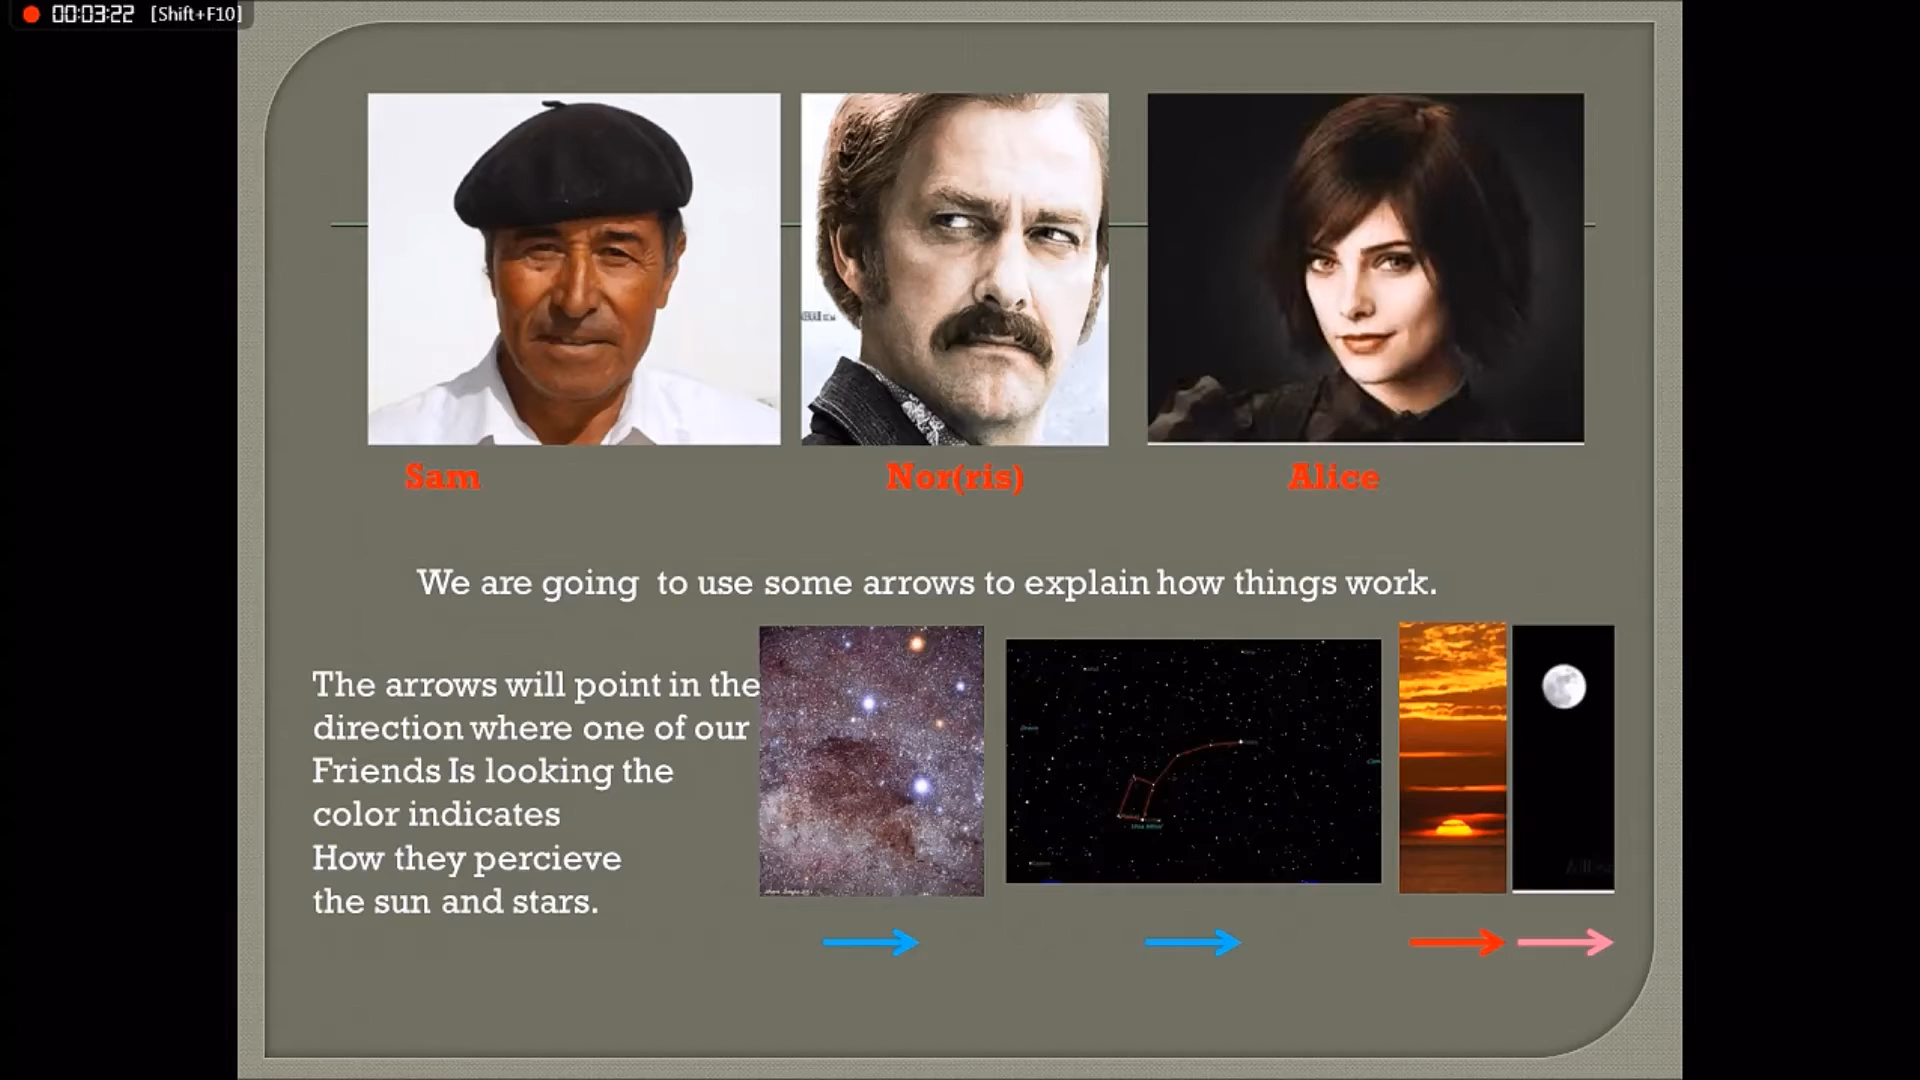 00:03:22 [Shift+F10]
Sam
Nor(ris)
Alice
We are going to use some arrows to explain how things work.
The arrows will point in the
direction where one of our
Friends Is looking the
color indicates
How they percieve
the sun and stars.